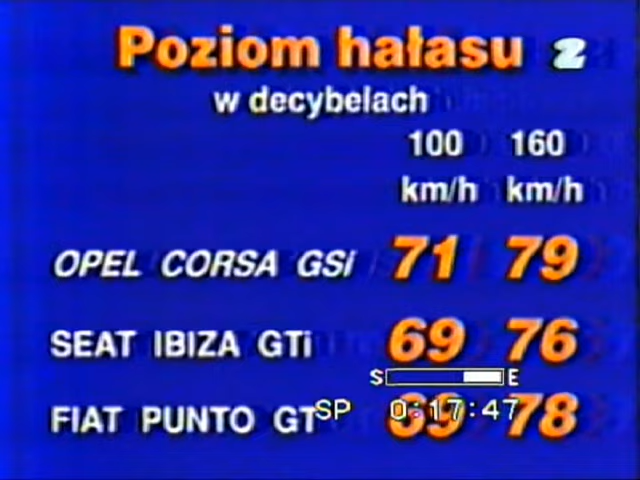 Poziom hałasu 2
w decybelach
100 160
km/h km/h
OPEL CORSA GSi 71 79
SEAT IBIZA GTi 69 76
S E
FIAT PUNTO GT 69 78
SP 0:17:47